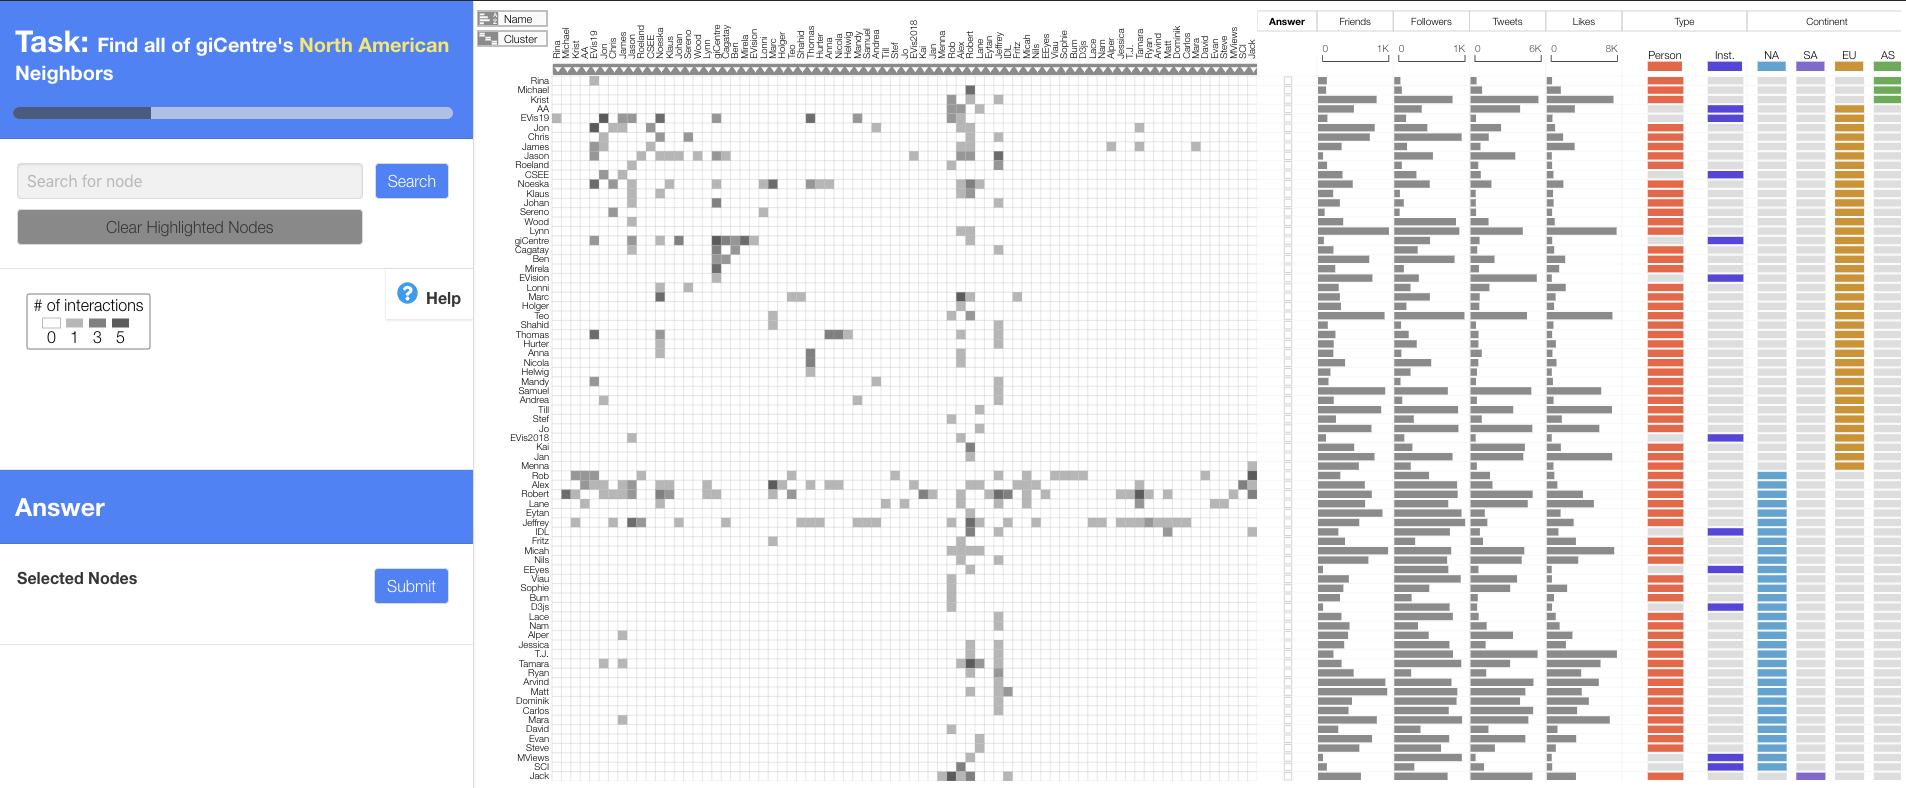 Task: Find all of giCentre's North American
Neighbors
Search for node
Search
Clear Highlighted Nodes
# of interactions
0 1 3 5
Help
Answer
Selected Nodes
Submit
Name
Cluster
Rina Michael Krist AA EVis19 Jon Chris James Jason Roeland CSEE Noeska Klaus Johan Sereno Wood Lynn giCentre Cagatay Ben Mirela EVision Lonni Marc Holger Teo Shahid Thomas Hurter Anna Nicola Helwig Mandy Samuel Andrea Till Stef Jo EVis2018 Kai Jan Menna Rob Alex Robert Lane Eytan Jeffrey IDL Fritz Micah Nils EEyes Viau Sophie Bum D3js Lace Nam Alper Jessica T.J. Tamara Ryan Arvind Matt Dominik Carlos Mara David Evan Steve MViews SCI Jack
Answer Friends Followers Tweets Likes Type Continent
0 1K 0 1K 0 6K 0 8K
Person Inst. NA SA EU AS
Rina
Michael
Krist
AA
EVis19
Jon
Chris
James
Jason
Roeland
CSEE
Noeska
Klaus
Johan
Sereno
Wood
Lynn
giCentre
Cagatay
Ben
Mirela
EVision
Lonni
Marc
Holger
Teo
Shahid
Thomas
Hurter
Anna
Nicola
Helwig
Mandy
Samuel
Andrea
Till
Stef
Jo
EVis2018
Kai
Jan
Menna
Rob
Alex
Robert
Lane
Eytan
Jeffrey
IDL
Fritz
Micah
Nils
EEyes
Viau
Sophie
Bum
D3js
Lace
Nam
Alper
Jessica
T.J.
Tamara
Ryan
Arvind
Matt
Dominik
Carlos
Mara
David
Evan
Steve
MViews
SCI
Jack